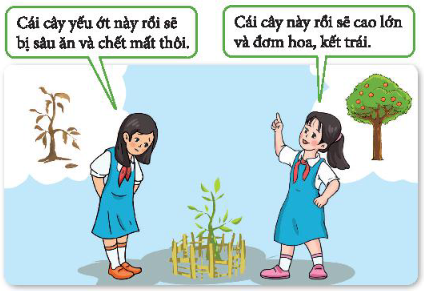 Cái cây yếu ớt này rồi sẽ
bị sâu ăn và chết mất thôi.
Cái cây này rồi sẽ cao lớn
và đơm hoa, kết trái.